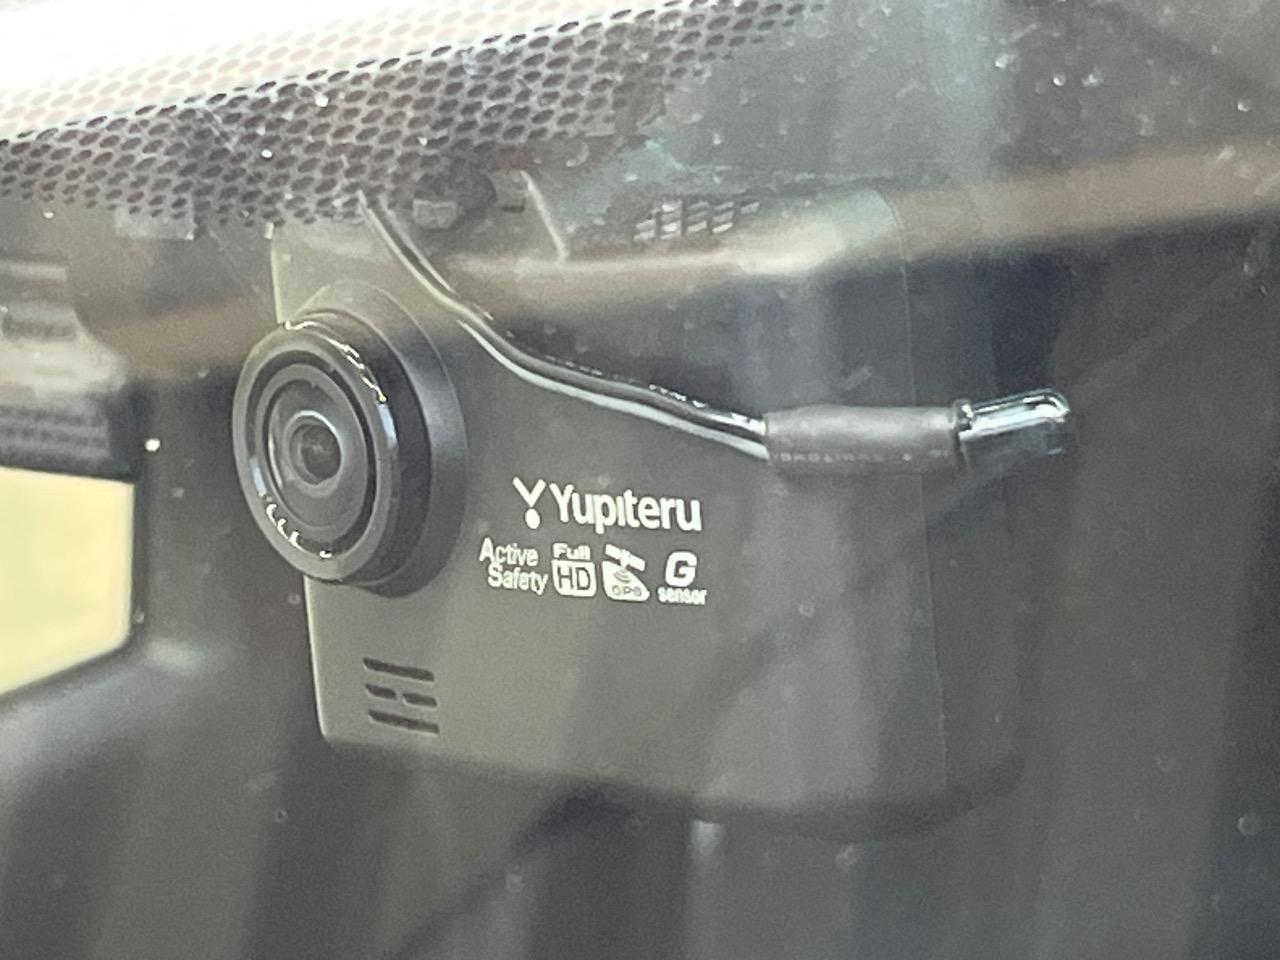 Yupiteru
Active Safety
Full HD
GPS
G sensor